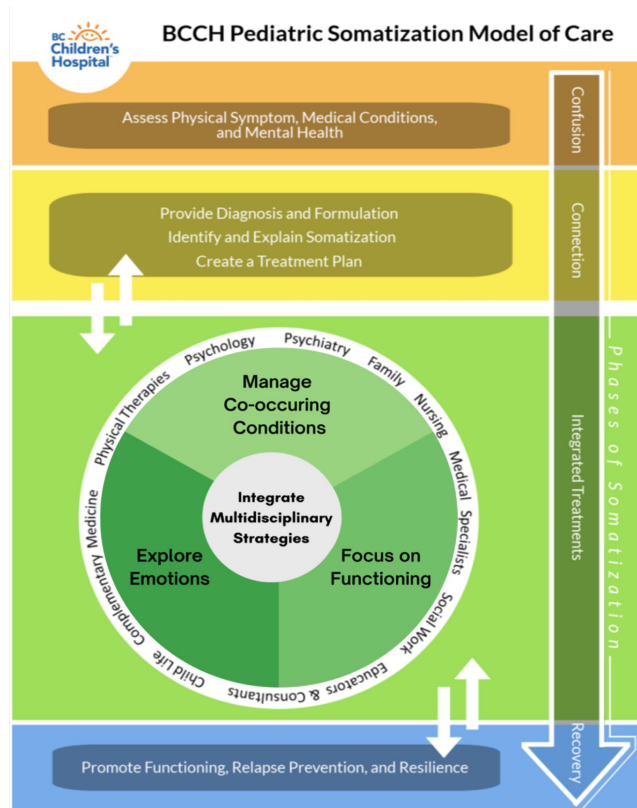 BC
Children's
Hospital
BCCH Pediatric Somatization Model of Care
Assess Physical Symptom, Medical Conditions,
and Mental Health
Confusion
Provide Diagnosis and Formulation
Identify and Explain Somatization
Create a Treatment Plan
Connection
Psychology
Psychiatry
Family
Nursing
Medical Specialists
Social Work
Educators & Consultants
Child Life
Complementary Medicine
Physical Therapies
Manage
Co-occuring
Conditions
Integrate
Multidisciplinary
Strategies
Explore
Emotions
Focus on
Functioning
Integrated Treatments
Phases of Somatization
Promote Functioning, Relapse Prevention, and Resilience
Recovery